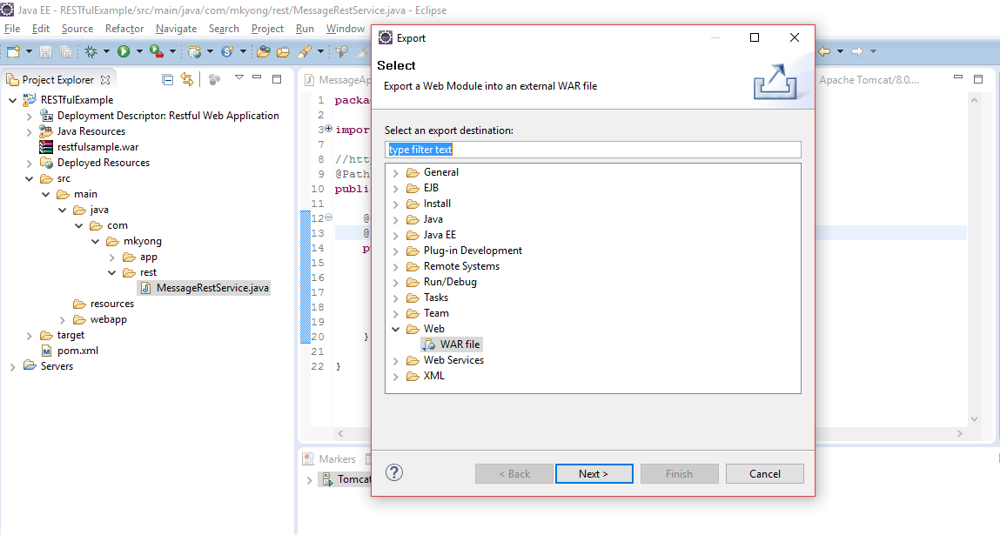 Java EE - RESTfulExample/src/main/java/com/mkyong/rest/MessageRestService.java - Eclipse
File Edit Source Refactor Navigate Search Project Run Window
Project Explorer
RESTfulExample
Deployment Descriptor: Restful Web Application
Java Resources
restfulsample.war
Deployed Resources
src
main
java
com
mkyong
app
rest
MessageRestService.java
resources
webapp
target
pom.xml
Servers
MessageAp
1 packa
2
3 impor
7
8 //htt
9 @Path
10 publi
11
12 @
13 @
14 pu
15
16
17
18
19
20 }
21
22 }
Apache Tomcat/8.0....
Markers
Tomcat
Export
Select
Export a Web Module into an external WAR file
Select an export destination:
type filter text
General
EJB
Install
Java
Java EE
Plug-in Development
Remote Systems
Run/Debug
Tasks
Team
Web
WAR file
Web Services
XML
?
< Back Next > Finish Cancel